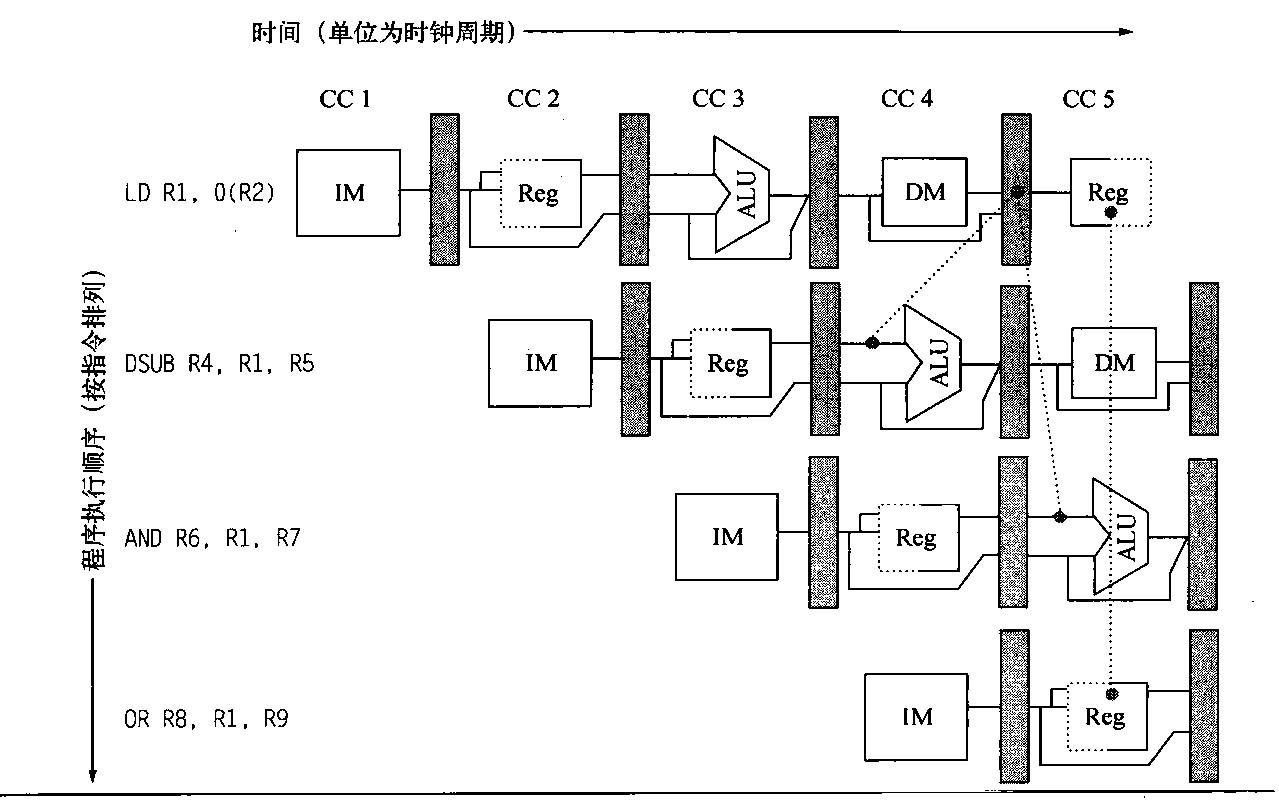 时间（单位为时钟周期）
CC 1 CC 2 CC 3 CC 4 CC 5
LD R1, 0(R2) IM Reg ALU DM Reg
DSUB R4, R1, R5 IM Reg ALU DM
AND R6, R1, R7 IM Reg ALU
OR R8, R1, R9 IM Reg
程序执行顺序（按指令排列）